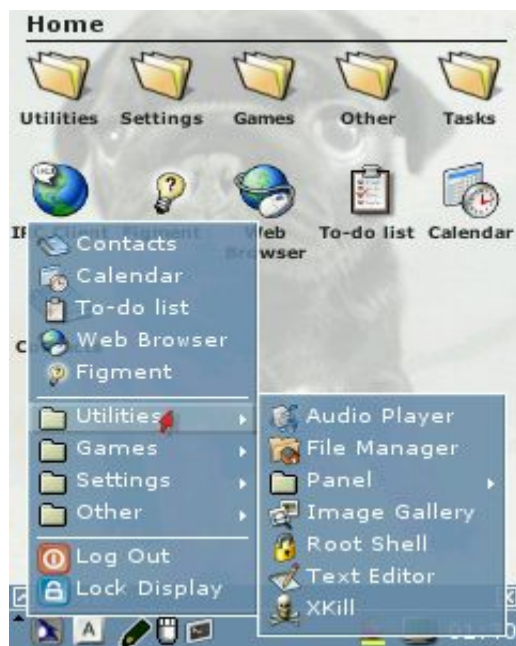 Home
Utilities Settings Games Other Tasks
Web To-do list Calendar
Contacts
Calendar
To-do list
Web Browser
Figment
Utilities
Games
Settings
Other
Log Out
Lock Display
Audio Player
File Manager
Panel
Image Gallery
Root Shell
Text Editor
XKill
A